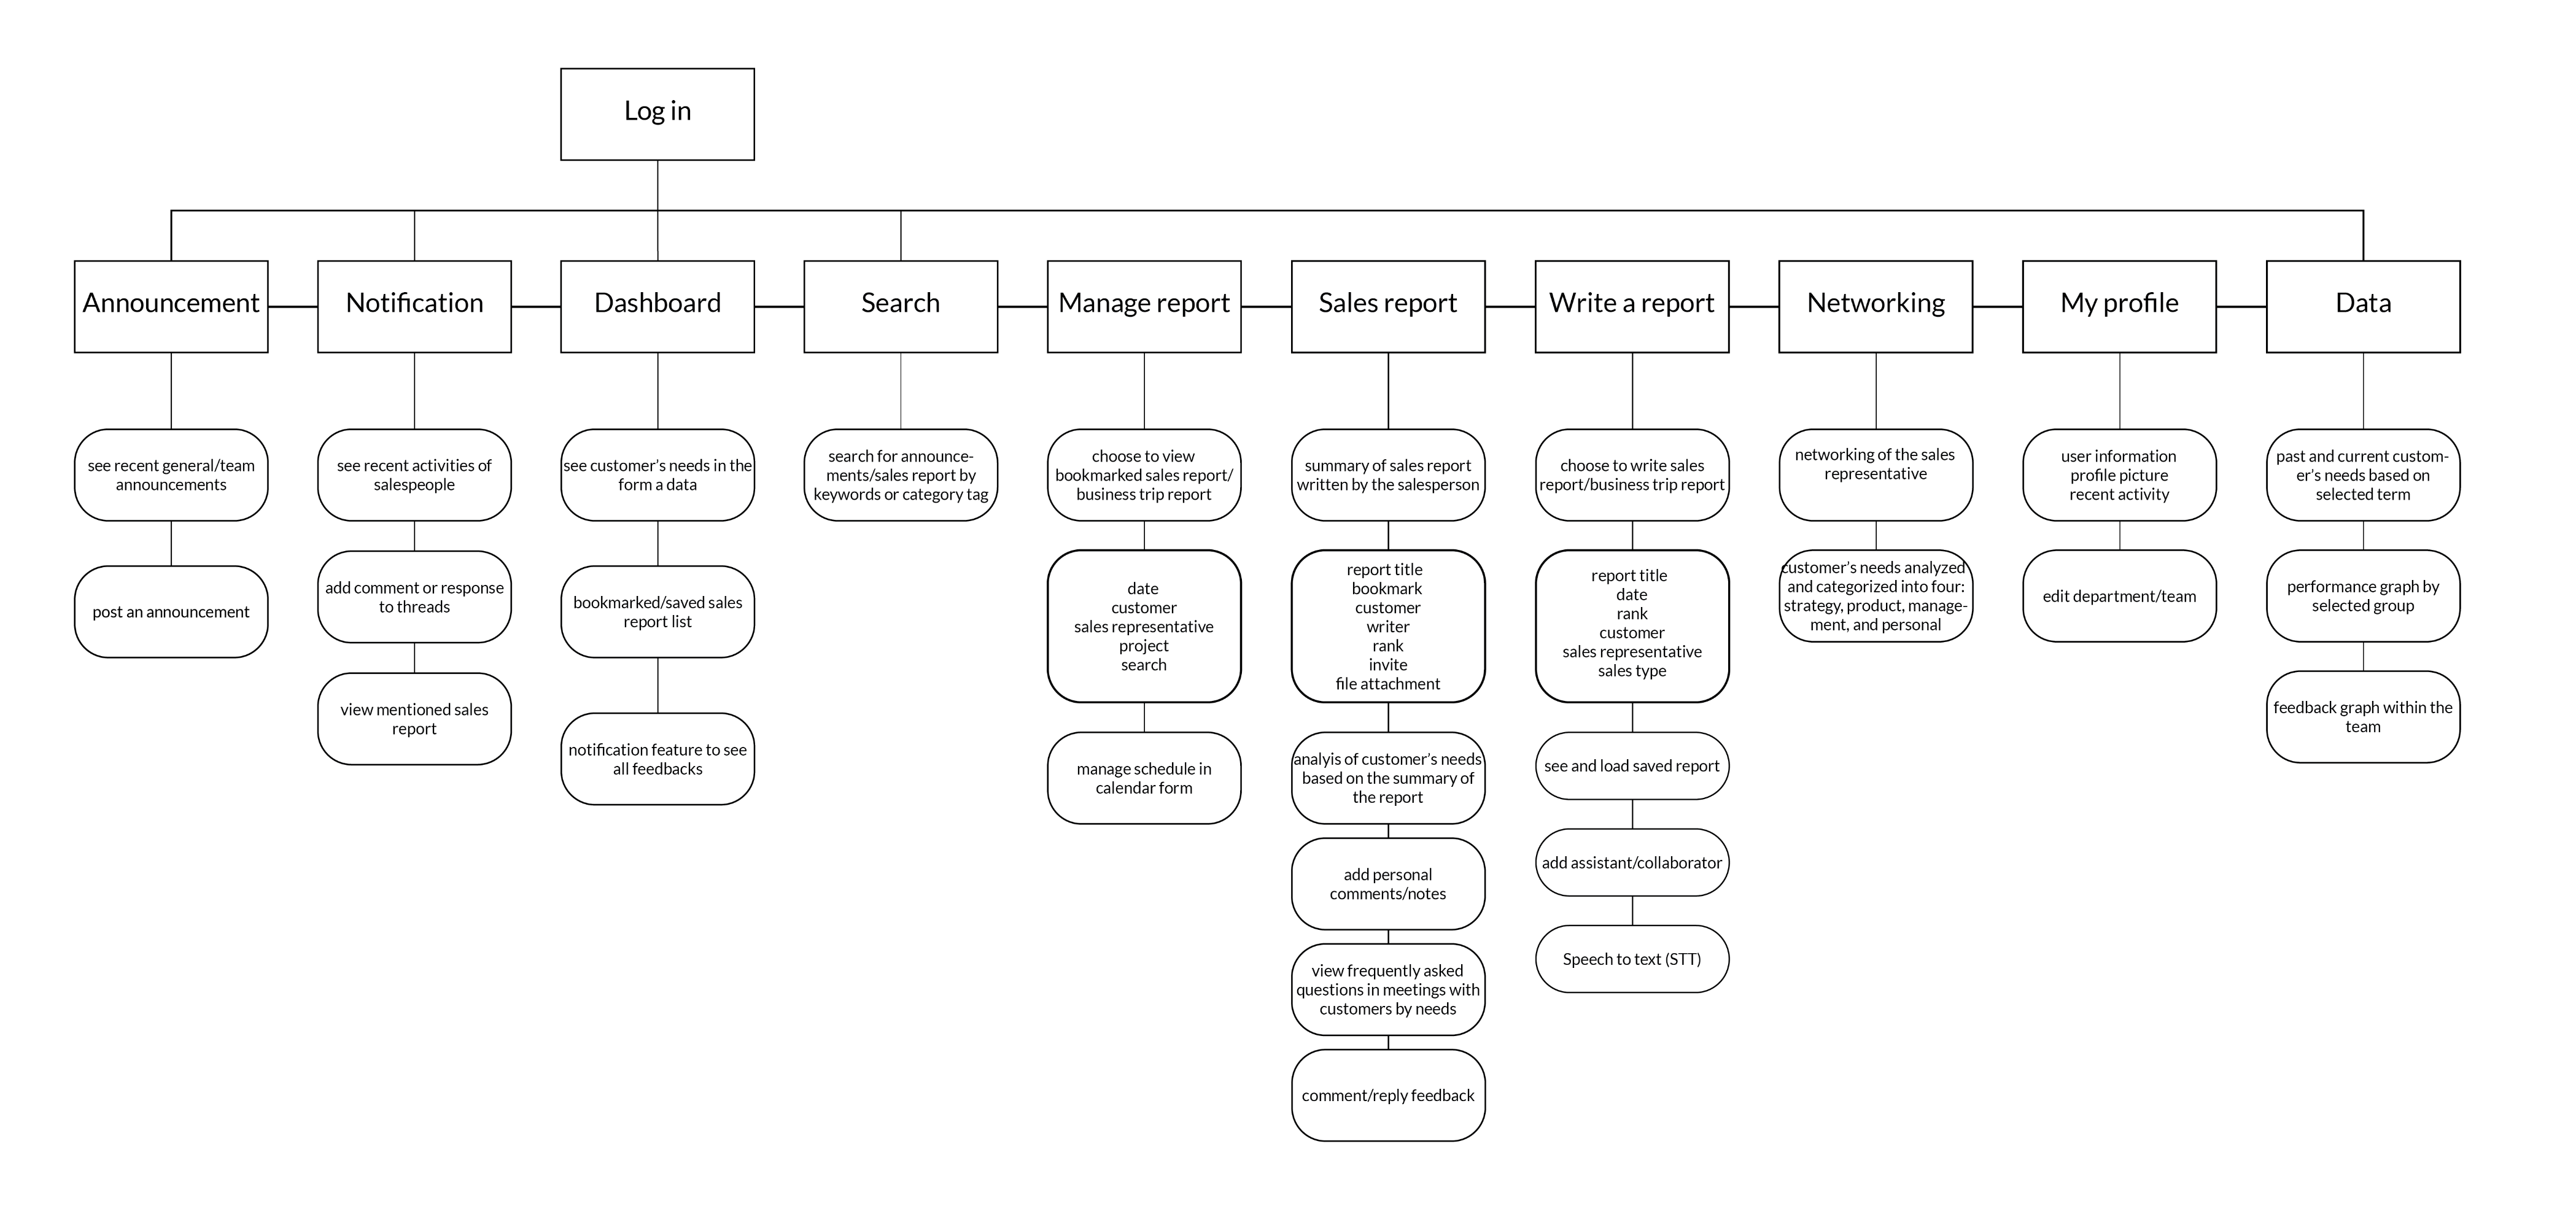 Log in
Announcement
Notification
Dashboard
Search
Manage report
Sales report
Write a report
Networking
My profile
Data
see recent general/team
announcements
post an announcement
see recent activities of
salespeople
add comment or response
to threads
view mentioned sales
report
see customer’s needs in the
form a data
bookmarked/saved sales
report list
notification feature to see
all feedbacks
search for announce-
ments/sales report by
keywords or category tag
choose to view
bookmarked sales report/
business trip report
date
customer
sales representative
project
search
manage schedule in
calendar form
summary of sales report
written by the salesperson
report title
bookmark
customer
writer
rank
invite
file attachment
analyis of customer’s needs
based on the summary of
the report
add personal
comments/notes
view frequently asked
questions in meetings with
customers by needs
comment/reply feedback
choose to write sales
report/business trip report
report title
date
rank
customer
sales representative
sales type
see and load saved report
add assistant/collaborator
Speech to text (STT)
networking of the sales
representative
customer’s needs analyzed
and categorized into four:
strategy, product, manage-
ment, and personal
user information
profile picture
recent activity
edit department/team
past and current custom-
er’s needs based on
selected term
performance graph by
selected group
feedback graph within the
team